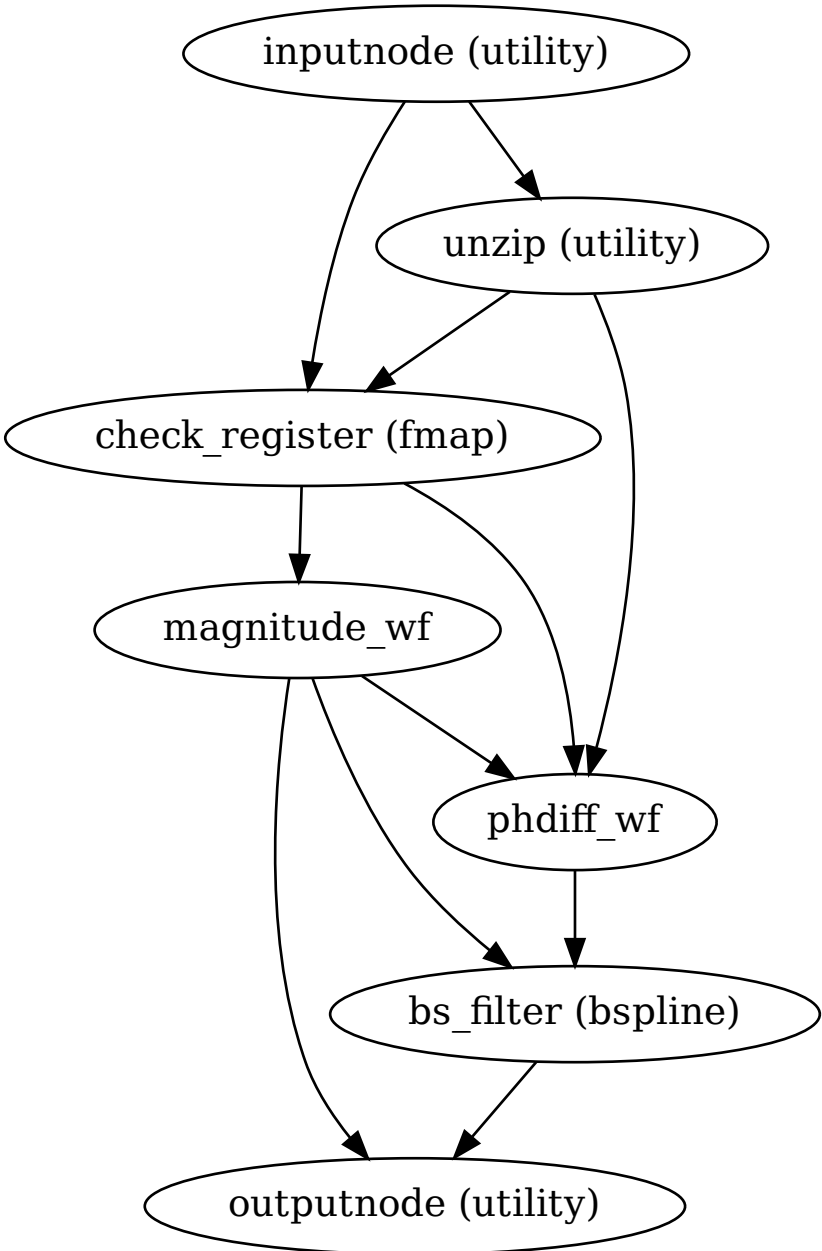 inputnode (utility)
unzip (utility)
check_register (fmap)
magnitude_wf
phdiff_wf
bs_filter (bspline)
outputnode (utility)